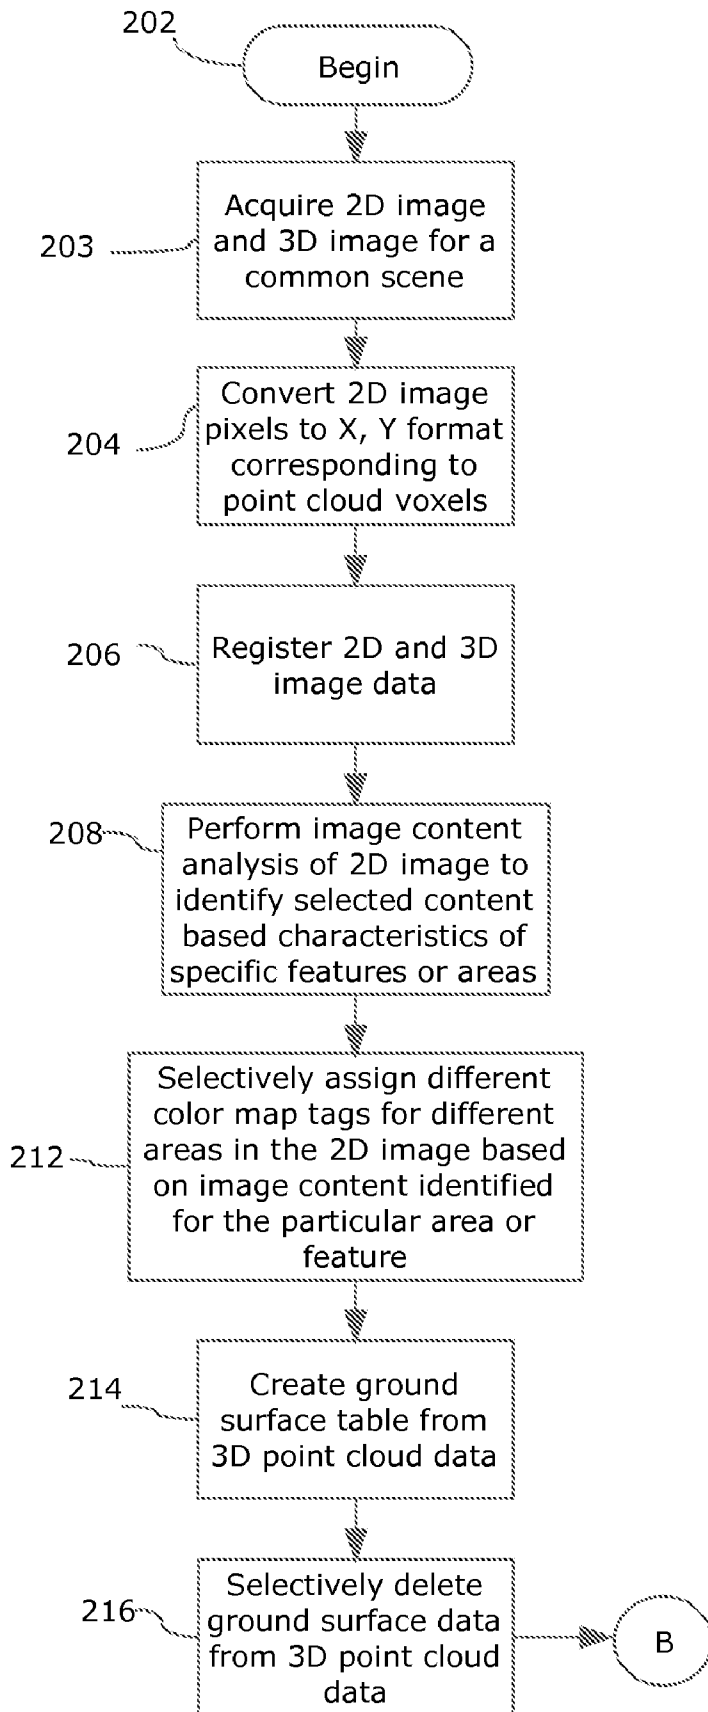 202
Begin
203
Acquire 2D image
and 3D image for a
common scene
204
Convert 2D image
pixels to X, Y format
corresponding to
point cloud voxels
206
Register 2D and 3D
image data
208
Perform image content
analysis of 2D image to
identify selected content
based characteristics of
specific features or areas
212
Selectively assign different
color map tags for different
areas in the 2D image based
on image content identified
for the particular area or
feature
214
Create ground
surface table from
3D point cloud data
216
Selectively delete
ground surface data
from 3D point cloud
data
B